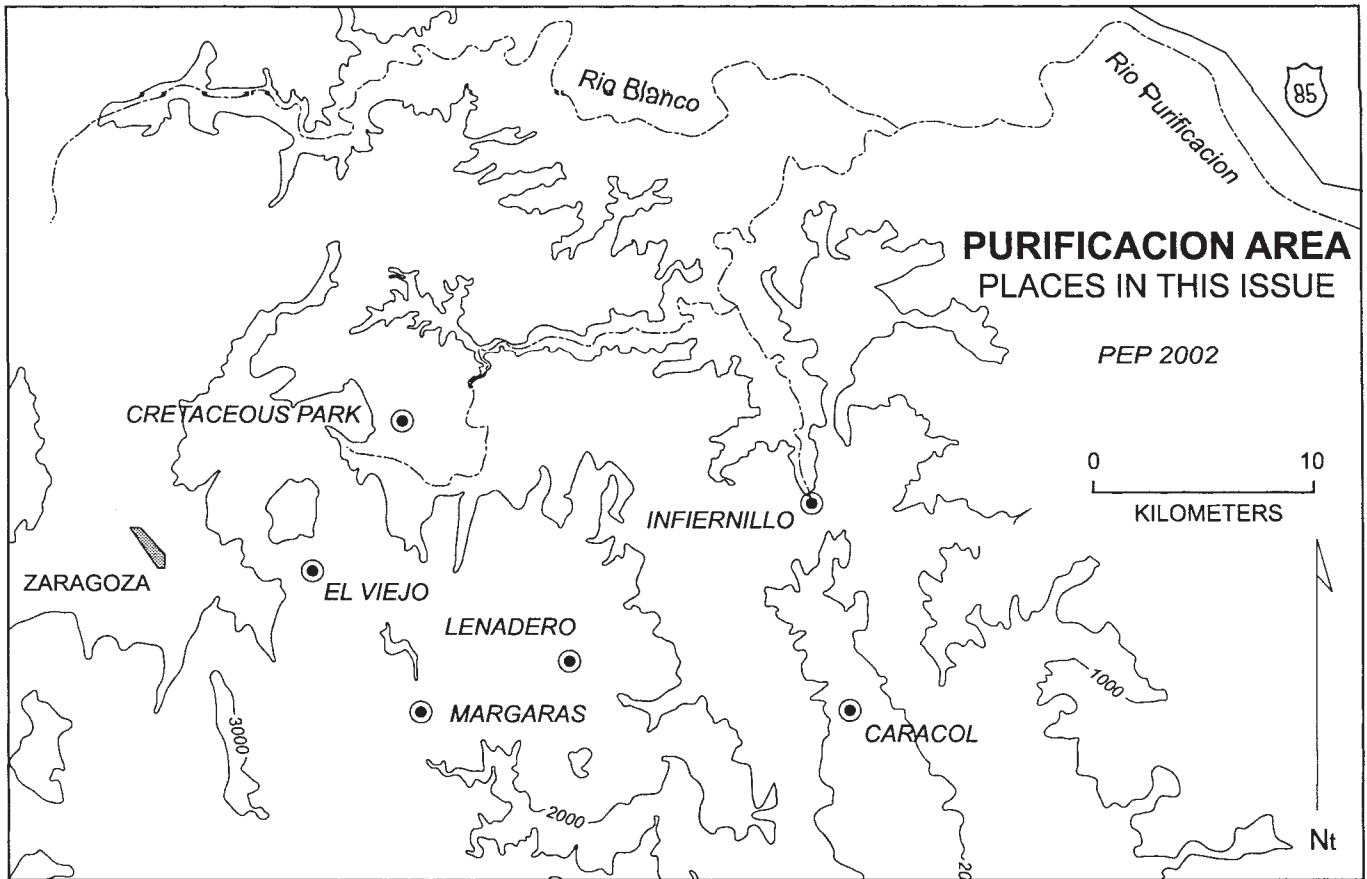 Rio Blanco
Rio Purificacion
85
PURIFICACION AREA
PLACES IN THIS ISSUE
PEP 2002
CRETACEOUS PARK
0 10
KILOMETERS
INFIERNILLO
ZARAGOZA
EL VIEJO
LENADERO
1000
MARGARAS
3000
CARACOL
2000
Nt
20